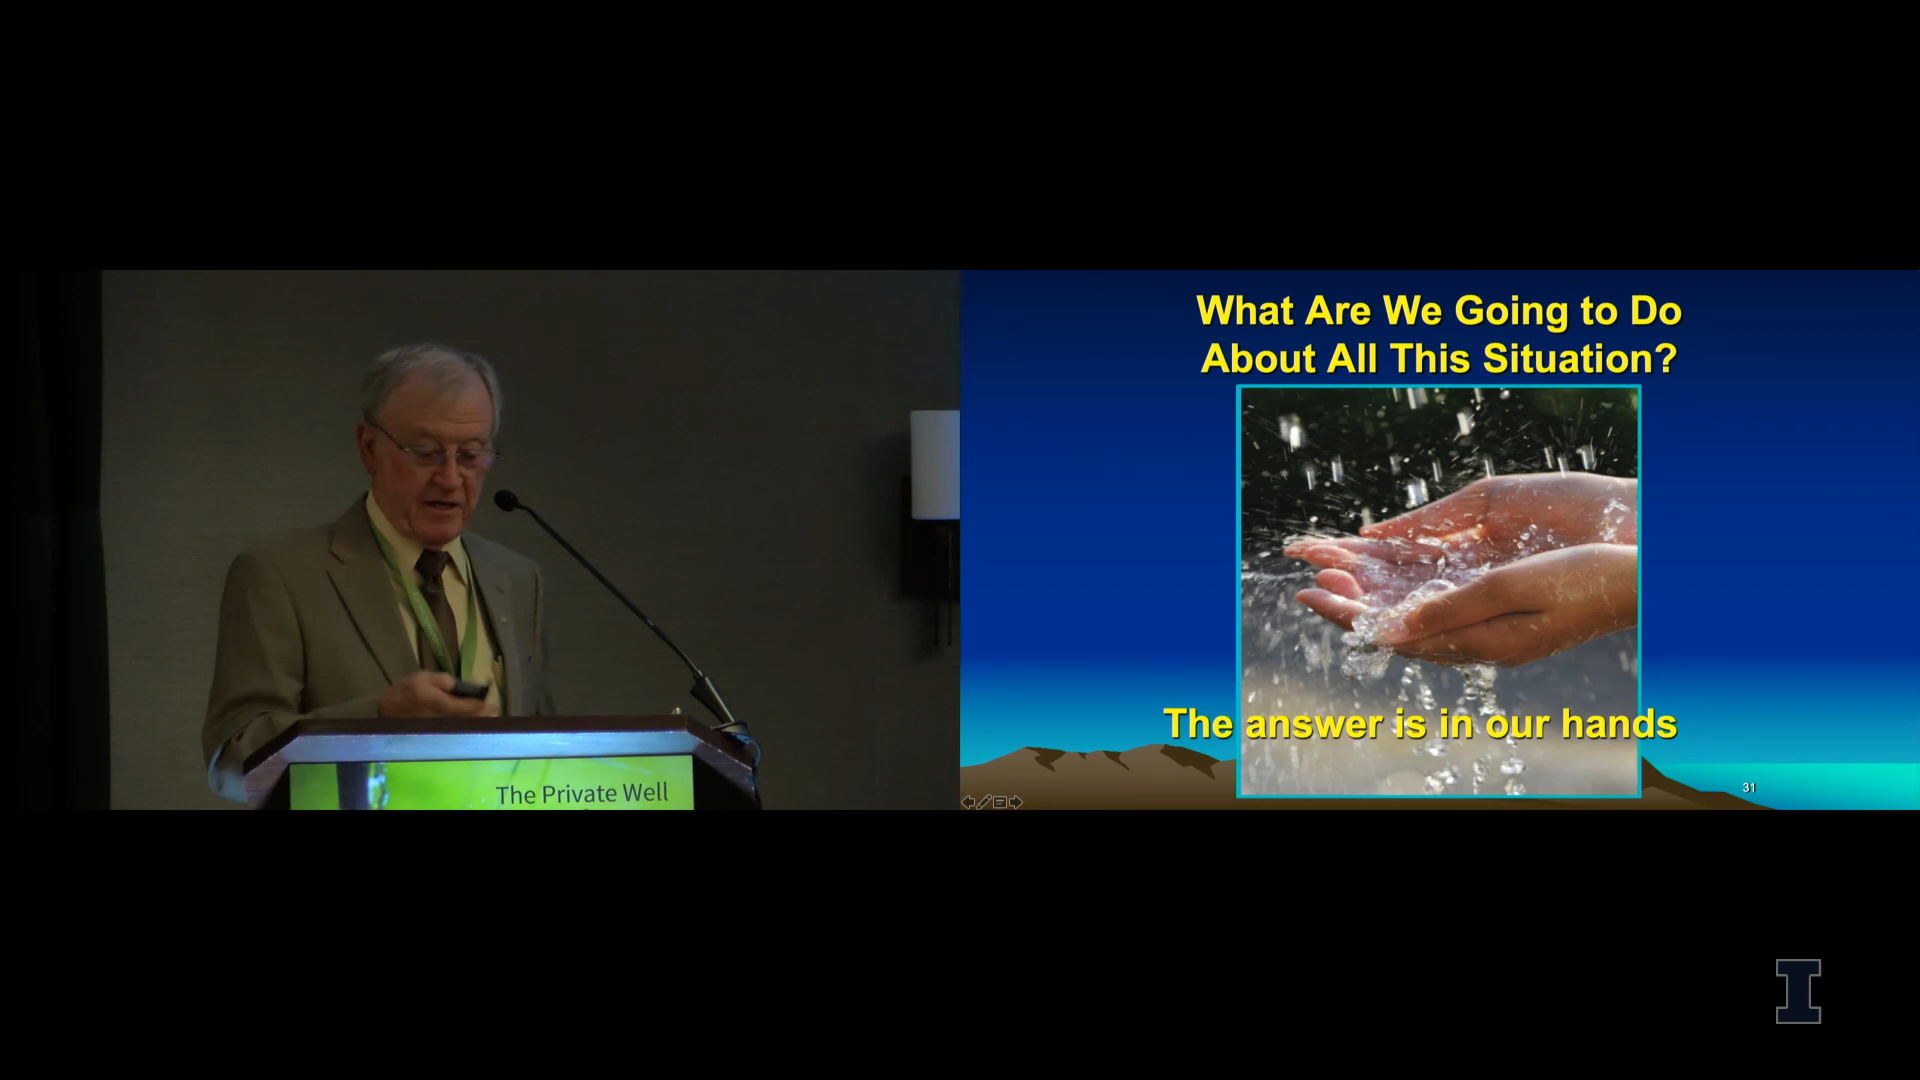 What Are We Going to Do
About All This Situation?
The answer is in our hands
31
The Private Well
I